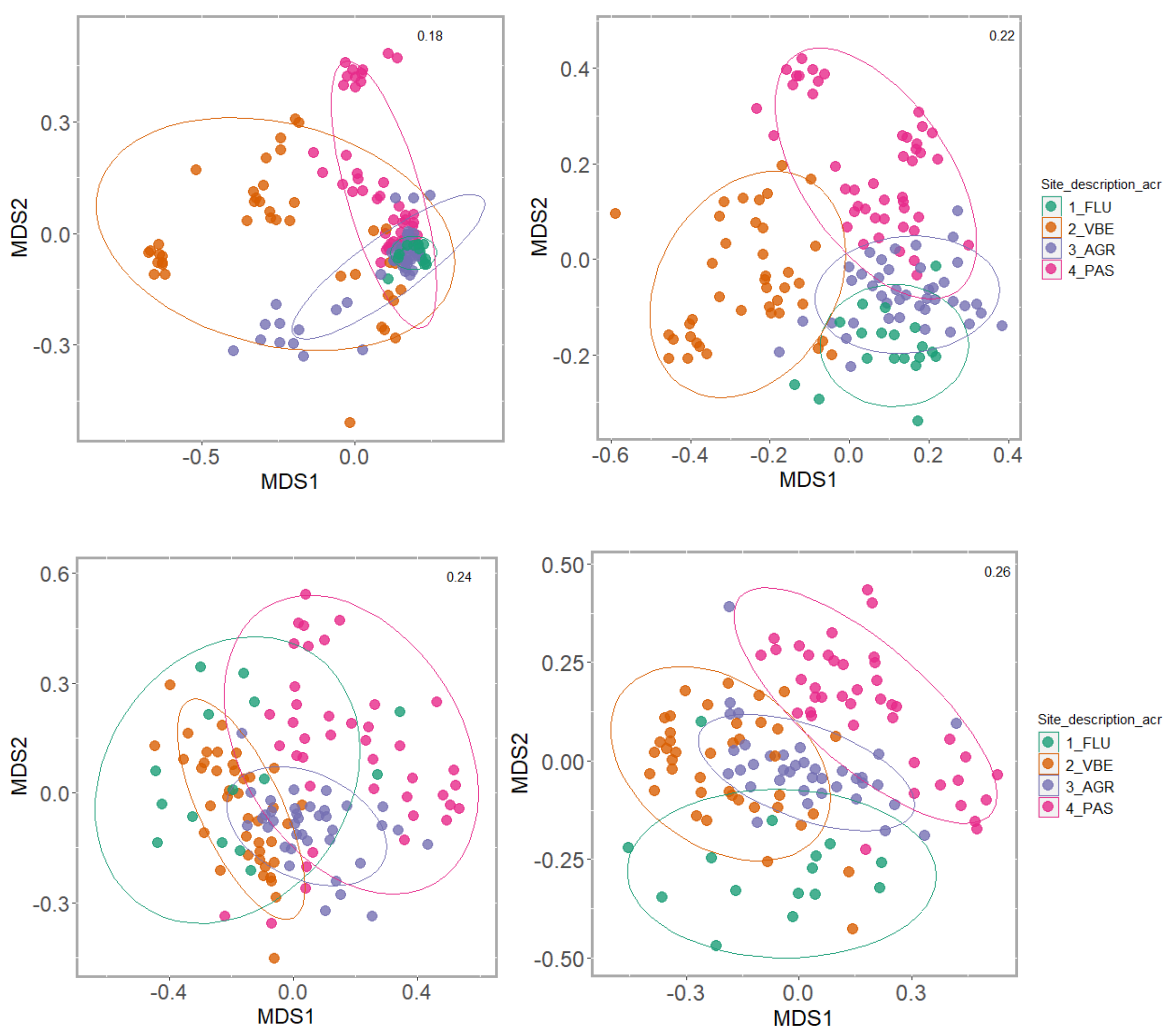 0.18
0.3
0.0
-0.3
MDS2
-0.5
0.0
MDS1
0.22
0.4
0.2
0.0
-0.2
MDS2
-0.6
-0.4
-0.2
0.0
0.2
0.4
MDS1
Site_description_acr
1_FLU
2_VBE
3_AGR
4_PAS
0.24
0.6
0.3
0.0
-0.3
MDS2
-0.4
0.0
0.4
MDS1
0.26
0.50
0.25
0.00
-0.25
-0.50
MDS2
-0.3
0.0
0.3
MDS1
Site_description_acr
1_FLU
2_VBE
3_AGR
4_PAS